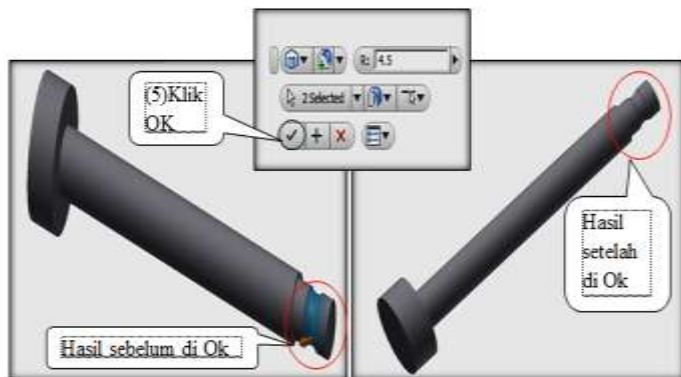 R: 4.5
2 Selected
(5)Klik
OK
Hasil
setelah
di Ok
Hasil sebelum di Ok